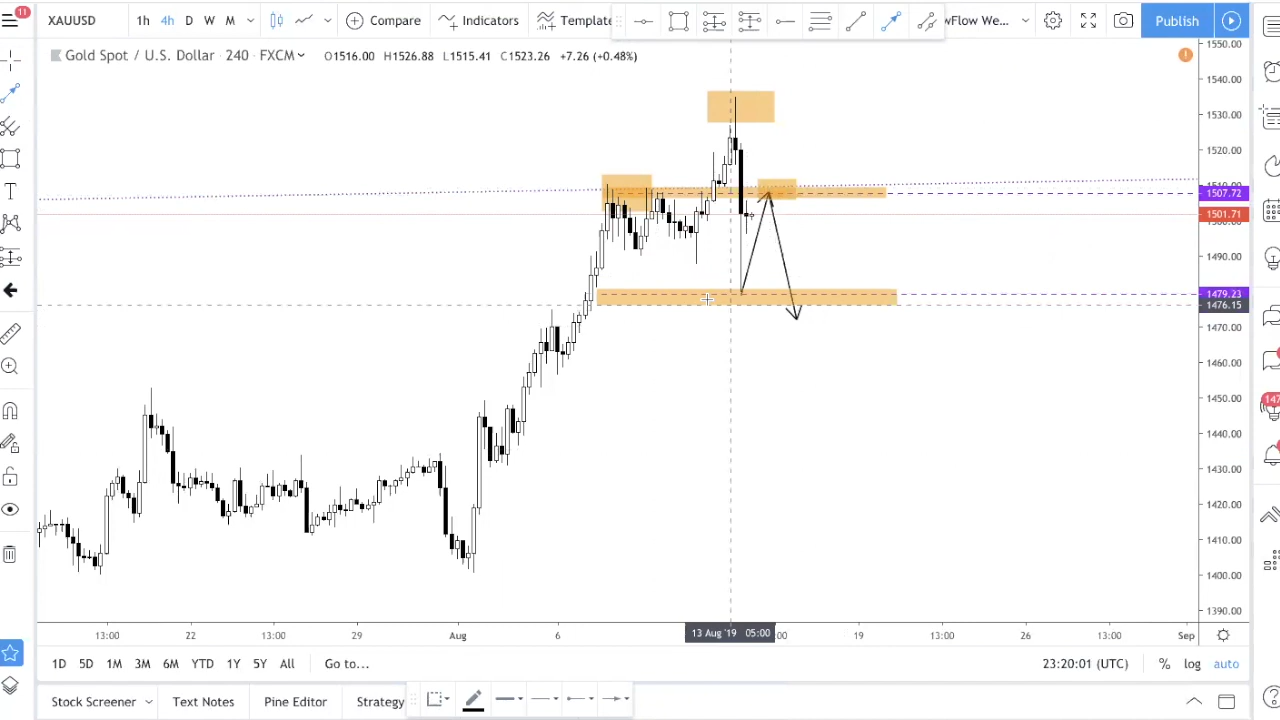 11
XAUUSD
1h 4h D W M
Compare
Indicators
Template
wFlow We...
Publish
Gold Spot / U.S. Dollar 240 FXCM
O1516.00 H1526.88 L1515.41 C1523.26 +7.26 (+0.48%)
1550.00
1540.00
1530.00
1520.00
1507.72
1501.71
1490.00
1479.23
1476.15
1470.00
1460.00
1450.00
1440.00
1430.00
1420.00
1410.00
1400.00
1390.00
147
13:00 22 13:00 29 Aug 6 13 Aug '19 05:00 :00 19 13:00 26 13:00 Sep
1D 5D 1M 3M 6M YTD 1Y 5Y All Go to...
23:20:01 (UTC) % log auto
Stock Screener Text Notes Pine Editor Strategy